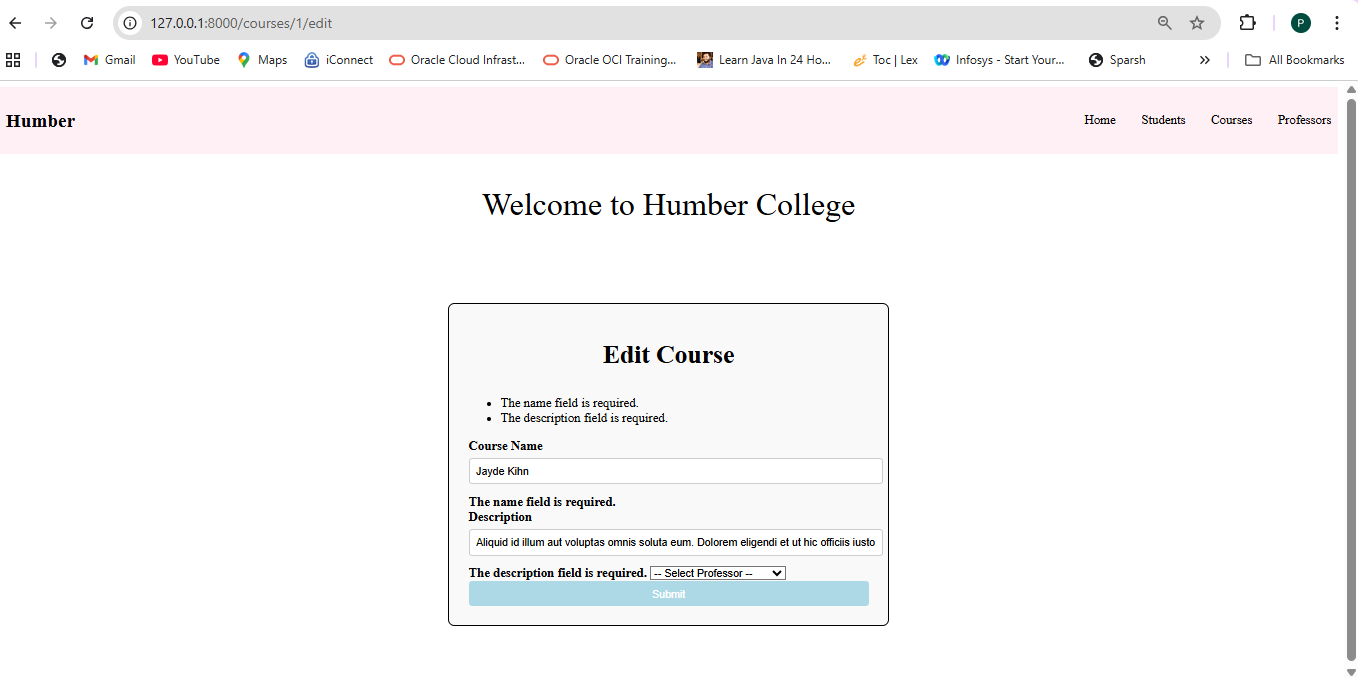 127.0.0.1:8000/courses/1/edit
P
Gmail YouTube Maps iConnect Oracle Cloud Infrast... Oracle OCI Training... Learn Java In 24 Ho... Toc | Lex Infosys - Start Your... Sparsh All Bookmarks
Humber Home Students Courses Professors
Welcome to Humber College
Edit Course
The name field is required.
The description field is required.
Course Name
Jayde Kihn
The name field is required.
Description
Aliquid id illum aut voluptas omnis soluta eum. Dolorem eligendi et ut hic officiis iusto
The description field is required. -- Select Professor --
Submit